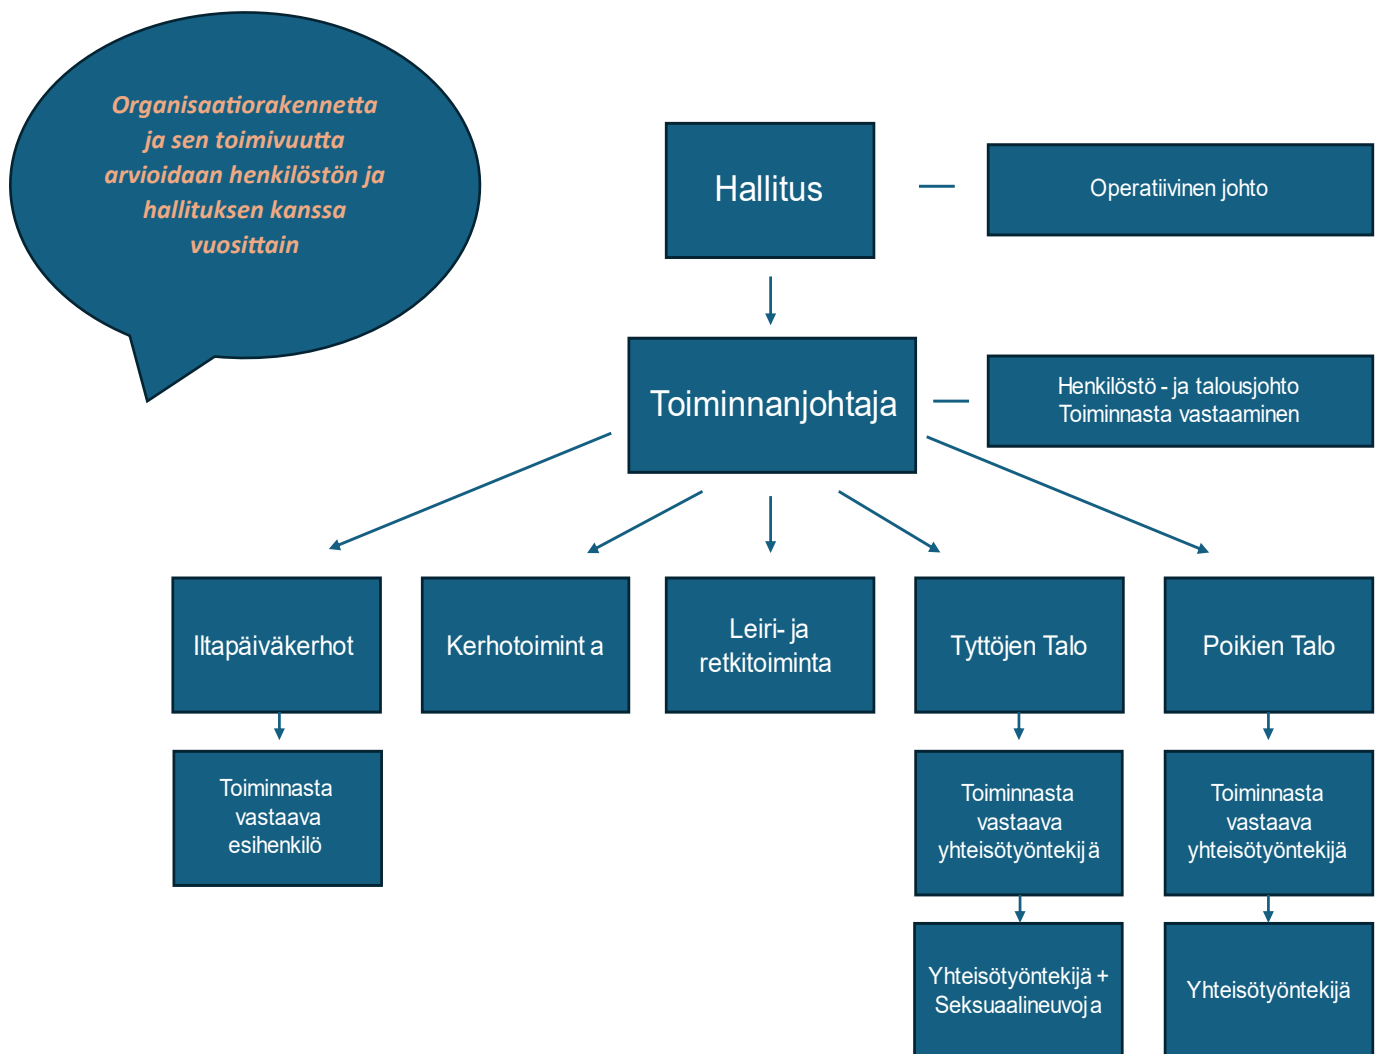 Organisaatiorakennetta
ja sen toimivuutta
arvioidaan henkilöstön ja
hallituksen kanssa
vuosittain
Hallitus
Operatiivinen johto
Toiminnanjohtaja
Henkilöstö - ja talousjohto
Toiminnasta vastaaminen
Iltapäiväkerhot
Kerhotoimint a
Leiri- ja
retkitoiminta
Tyttöjen Talo
Poikien Talo
Toiminnasta
vastaava
esihenkilö
Toiminnasta
vastaava
yhteisötyöntekijä
Toiminnasta
vastaava
yhteisötyöntekijä
Yhteisötyöntekijä +
Seksuaalineuvoja
Yhteisötyöntekijä